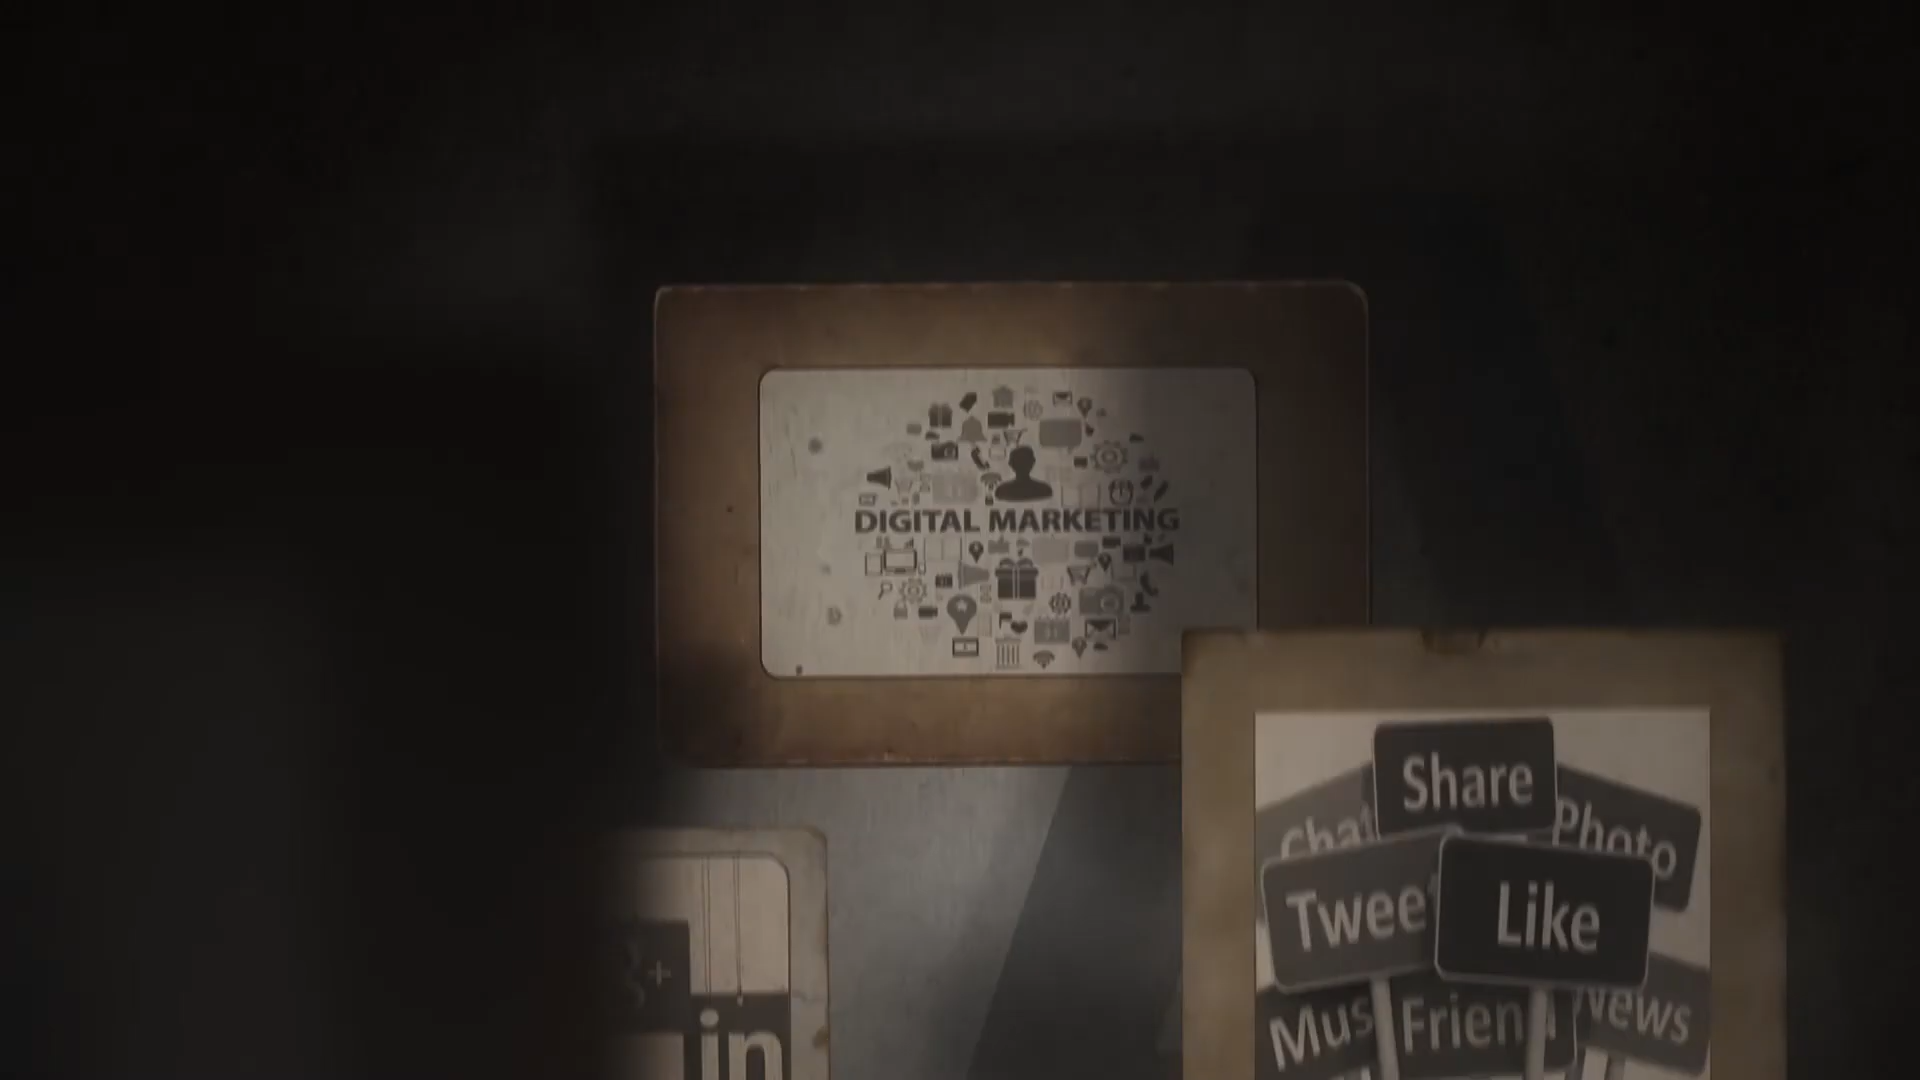 DIGITAL MARKETING
Share
Photo
Tweet
Like
News
Friend
g+
in